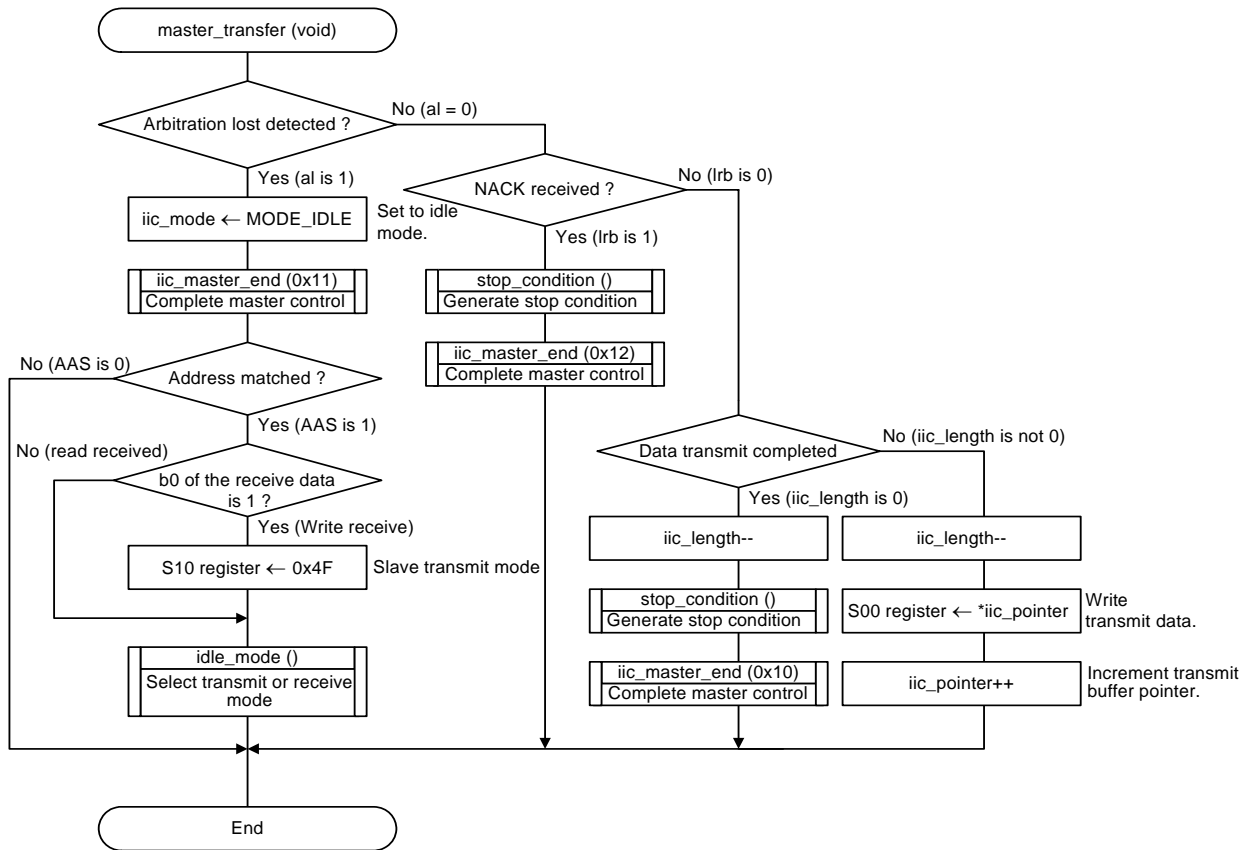 master_transfer (void)
No (al = 0)
Arbitration lost detected ?
Yes (al is 1)
NACK received ?
No (lrb is 0)
iic_mode ← MODE_IDLE
Set to idle
mode.
Yes (lrb is 1)
iic_master_end (0x11)
Complete master control
stop_condition ()
Generate stop condition
No (AAS is 0)
Address matched ?
iic_master_end (0x12)
Complete master control
Yes (AAS is 1)
No (read received)
b0 of the receive data
is 1 ?
Data transmit completed
No (iic_length is not 0)
Yes (iic_length is 0)
Yes (Write receive)
S10 register ← 0x4F
Slave transmit mode
iic_length--
iic_length--
stop_condition ()
Generate stop condition
S00 register ← *iic_pointer
Write
transmit data.
idle_mode ()
Select transmit or receive
mode
iic_master_end (0x10)
Complete master control
iic_pointer++
Increment transmit
buffer pointer.
End